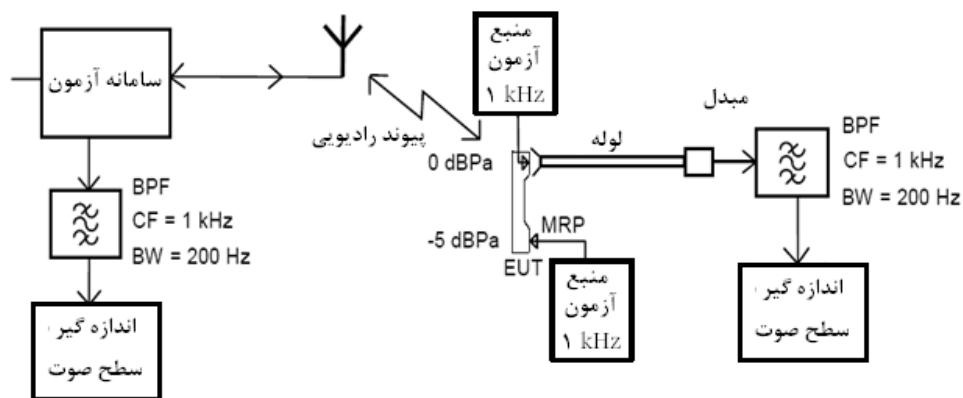 سامانه آزمون
BPF
CF = 1 kHz
BW = 200 Hz
اندازه گیر
سطح صوت
پیوند رادیویی
منبع
آزمون
۱ kHz
0 dBPa
-5 dBPa
MRP
EUT
منبع
آزمون
۱ kHz
لوله
مبدل
BPF
CF = 1 kHz
BW = 200 Hz
اندازه گیر
سطح صوت